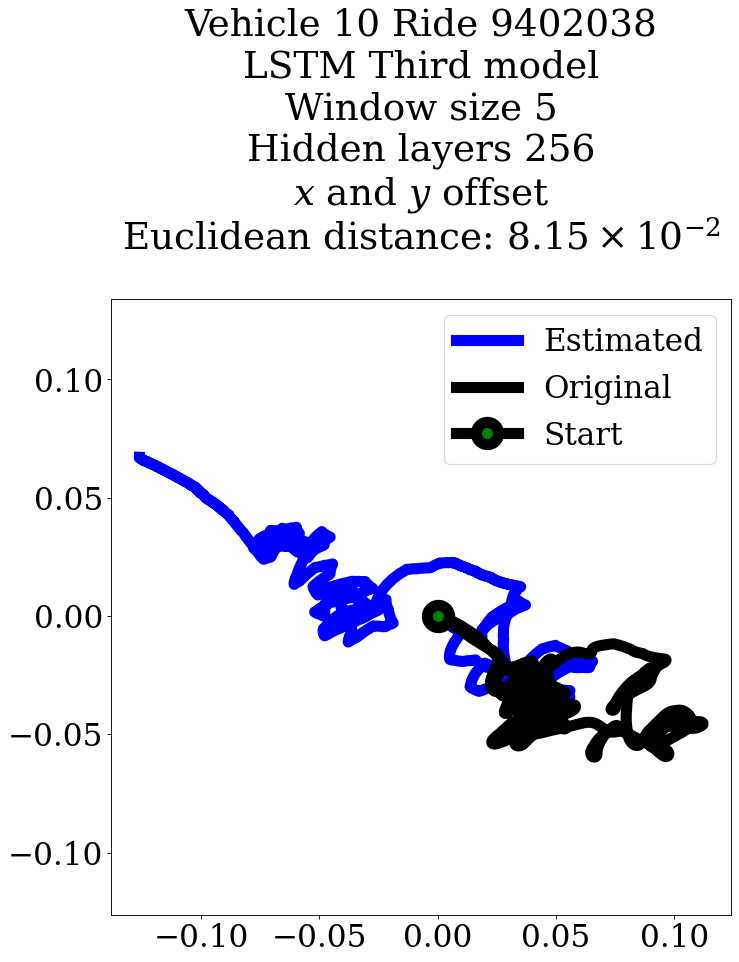 Vehicle 10 Ride 9402038
LSTM Third model
Window size 5
Hidden layers 256
x and y offset
Euclidean distance: 8.15 × 10⁻²
Estimated
Original
Start
0.10
0.05
0.00
−0.05
−0.10
−0.10 −0.05 0.00 0.05 0.10